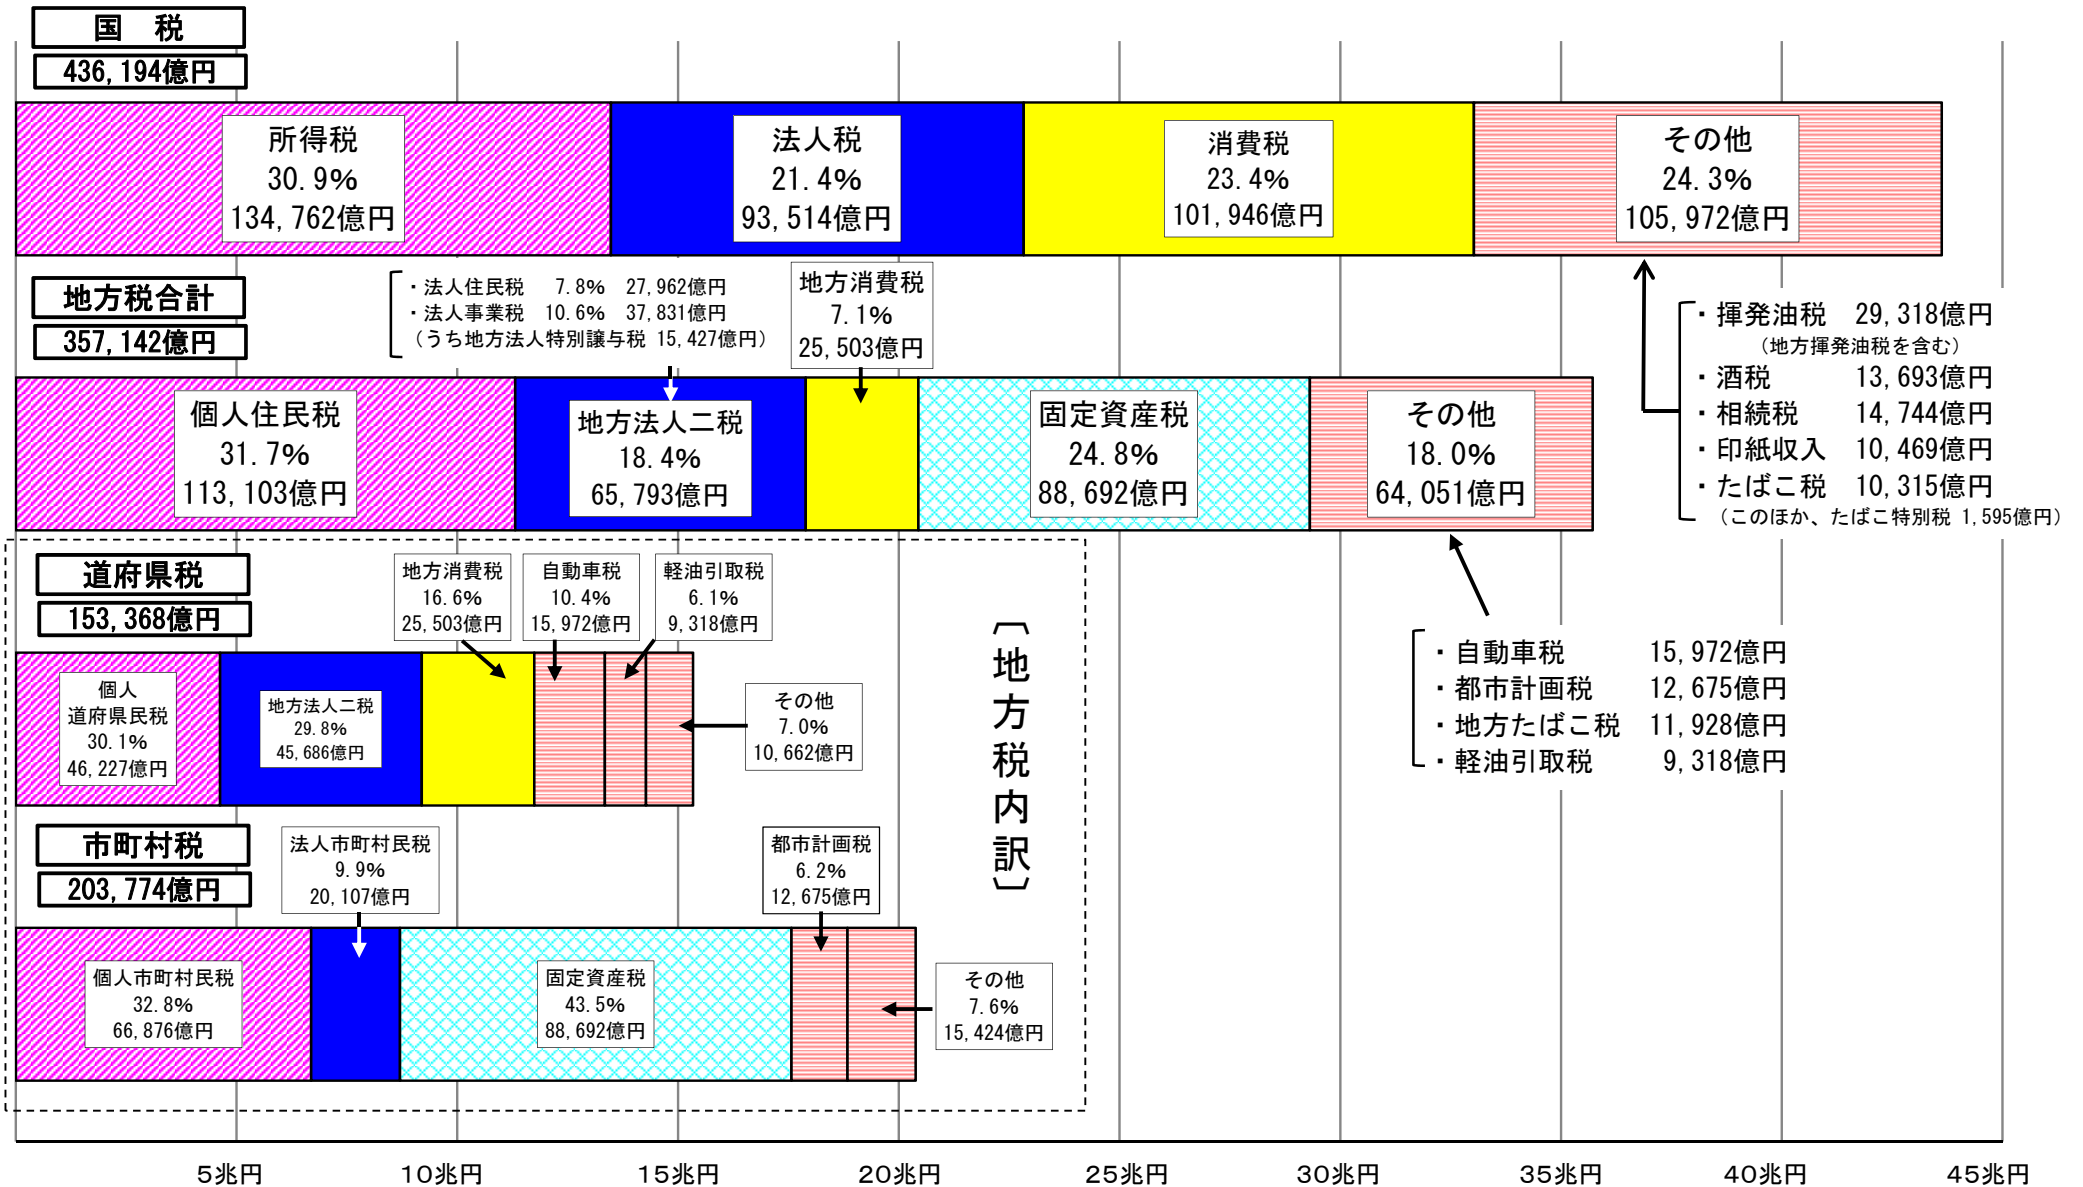 国　税
436,194億円
所得税
30.9%
134,762億円
法人税
21.4%
93,514億円
消費税
23.4%
101,946億円
その他
24.3%
105,972億円
・揮発油税　29,318億円
（地方揮発油税を含む）
・酒税　13,693億円
・相続税　14,744億円
・印紙収入　10,469億円
・たばこ税　10,315億円
（このほか、たばこ特別税 1,595億円）
地方税合計
357,142億円
・法人住民税　7.8%　27,962億円
・法人事業税　10.6%　37,831億円
（うち地方法人特別譲与税 15,427億円）
地方消費税
7.1%
25,503億円
個人住民税
31.7%
113,103億円
地方法人二税
18.4%
65,793億円
固定資産税
24.8%
88,692億円
その他
18.0%
64,051億円
・自動車税　15,972億円
・都市計画税　12,675億円
・地方たばこ税　11,928億円
・軽油引取税　9,318億円
〔地方税内訳〕
道府県税
153,368億円
地方消費税
16.6%
25,503億円
自動車税
10.4%
15,972億円
軽油引取税
6.1%
9,318億円
個人
道府県民税
30.1%
46,227億円
地方法人二税
29.8%
45,686億円
その他
7.0%
10,662億円
市町村税
203,774億円
法人市町村民税
9.9%
20,107億円
都市計画税
6.2%
12,675億円
個人市町村民税
32.8%
66,876億円
固定資産税
43.5%
88,692億円
その他
7.6%
15,424億円
5兆円　10兆円　15兆円　20兆円　25兆円　30兆円　35兆円　40兆円　45兆円